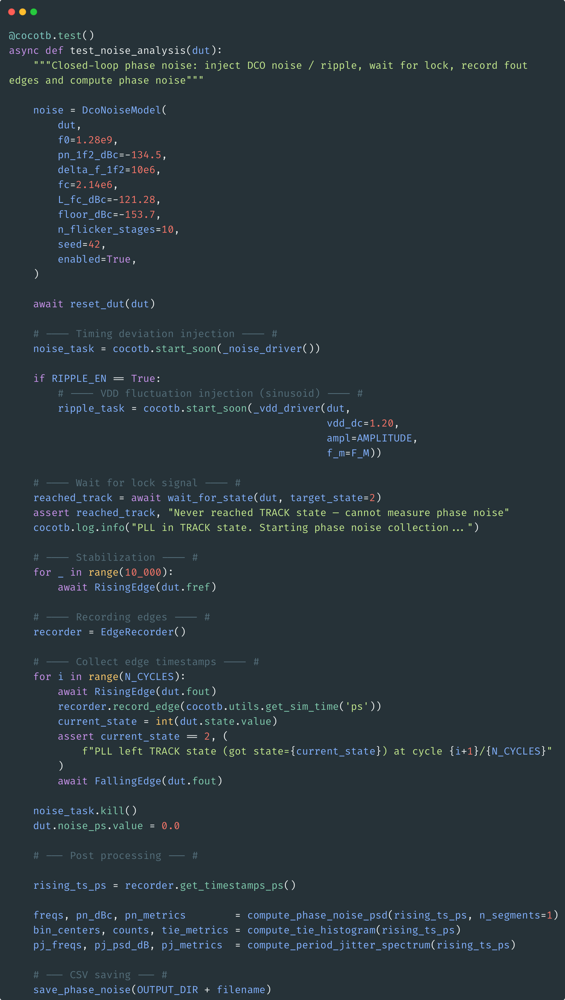 @cocotb.test()
async def test_noise_analysis(dut):
    """Closed-loop phase noise: inject DCO noise / ripple, wait for lock, record fout
edges and compute phase noise"""

    noise = DcoNoiseModel(
        dut,
        f0=1.28e9,
        pn_1f2_dBc=-134.5,
        delta_f_1f2=10e6,
        fc=2.14e6,
        L_fc_dBc=-121.28,
        floor_dBc=-153.7,
        n_flicker_stages=10,
        seed=42,
        enabled=True,
    )

    await reset_dut(dut)

    # ---- Timing deviation injection ---- #
    noise_task = cocotb.start_soon(_noise_driver())

    if RIPPLE_EN == True:
        # ---- VDD fluctuation injection (sinusoid) ---- #
        ripple_task = cocotb.start_soon(_vdd_driver(dut,
                                                    vdd_dc=1.20,
                                                    ampl=AMPLITUDE,
                                                    f_m=F_M))

    # ---- Wait for lock signal ---- #
    reached_track = await wait_for_state(dut, target_state=2)
    assert reached_track, "Never reached TRACK state — cannot measure phase noise"
    cocotb.log.info("PLL in TRACK state. Starting phase noise collection...")

    # ---- Stabilization ---- #
    for _ in range(10_000):
        await RisingEdge(dut.fref)

    # ---- Recording edges ---- #
    recorder = EdgeRecorder()

    # ---- Collect edge timestamps ---- #
    for i in range(N_CYCLES):
        await RisingEdge(dut.fout)
        recorder.record_edge(cocotb.utils.get_sim_time('ps'))
        current_state = int(dut.state.value)
        assert current_state == 2, (
            f"PLL left TRACK state (got state={current_state}) at cycle {i+1}/{N_CYCLES}"
        )
        await FallingEdge(dut.fout)

    noise_task.kill()
    dut.noise_ps.value = 0.0

    # --- Post processing --- #

    rising_ts_ps = recorder.get_timestamps_ps()

    freqs, pn_dBc, pn_metrics        = compute_phase_noise_psd(rising_ts_ps, n_segments=1)
    bin_centers, counts, tie_metrics = compute_tie_histogram(rising_ts_ps)
    pj_freqs, pj_psd_dB, pj_metrics  = compute_period_jitter_spectrum(rising_ts_ps)

    # --- CSV saving --- #
    save_phase_noise(OUTPUT_DIR + filename)